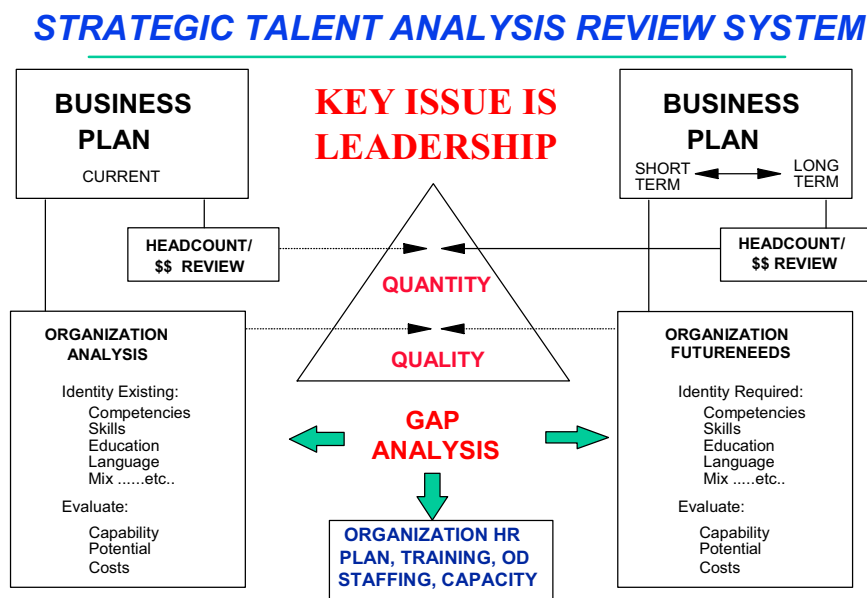 STRATEGIC TALENT ANALYSIS REVIEW SYSTEM
BUSINESS
PLAN
CURRENT
KEY ISSUE IS
LEADERSHIP
BUSINESS
PLAN
SHORT
TERM
LONG
TERM
HEADCOUNT/
$$ REVIEW
HEADCOUNT/
$$ REVIEW
QUANTITY
QUALITY
ORGANIZATION
ANALYSIS
Identity Existing:
Competencies
Skills
Education
Language
Mix ......etc..
Evaluate:
Capability
Potential
Costs
GAP
ANALYSIS
ORGANIZATION HR
PLAN, TRAINING, OD
STAFFING, CAPACITY
ORGANIZATION
FUTURENEEDS
Identity Required:
Competencies
Skills
Education
Language
Mix .....etc.
Evaluate:
Capability
Potential
Costs